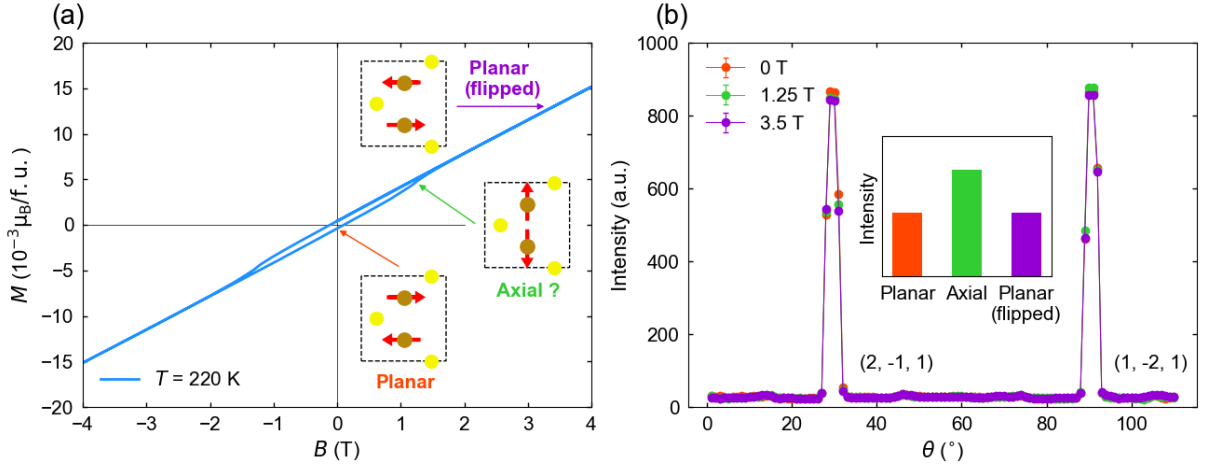 (a)
20
15
10
5
0
−5
−10
−15
−20
M (10⁻³μB/f. u.)
Planar
(flipped)
Axial ?
Planar
T = 220 K
−4 −3 −2 −1 0 1 2 3 4
B (T)
(b)
1000
800
600
400
200
0
Intensity (a.u.)
0 T
1.25 T
3.5 T
Intensity
Planar Axial Planar
(flipped)
(2, -1, 1) (1, -2, 1)
0 20 40 60 80 100
θ (°)